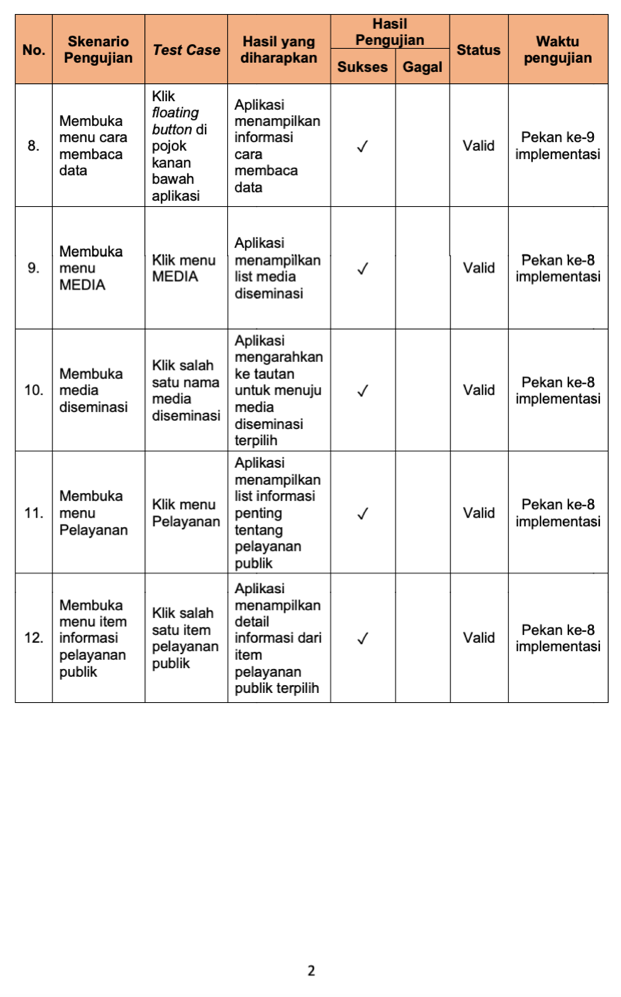 No.
Skenario
Pengujian
Test Case
Hasil yang
diharapkan
Hasil
Pengujian
Sukses
Gagal
Status
Waktu
pengujian
8.
Membuka
menu cara
membaca
data
Klik
floating
button di
pojok
kanan
bawah
aplikasi
Aplikasi
menampilkan
informasi
cara
membaca
data
✓
Valid
Pekan ke-9
implementasi
9.
Membuka
menu
MEDIA
Klik menu
MEDIA
Aplikasi
menampilkan
list media
diseminasi
✓
Valid
Pekan ke-8
implementasi
10.
Membuka
media
diseminasi
Klik salah
satu nama
media
diseminasi
Aplikasi
mengarahkan
ke tautan
untuk menuju
media
diseminasi
terpilih
✓
Valid
Pekan ke-8
implementasi
11.
Membuka
menu
Pelayanan
Klik menu
Pelayanan
Aplikasi
menampilkan
list informasi
penting
tentang
pelayanan
publik
✓
Valid
Pekan ke-8
implementasi
12.
Membuka
menu item
informasi
pelayanan
publik
Klik salah
satu item
pelayanan
publik
Aplikasi
menampilkan
detail
informasi dari
item
pelayanan
publik terpilih
✓
Valid
Pekan ke-8
implementasi
2